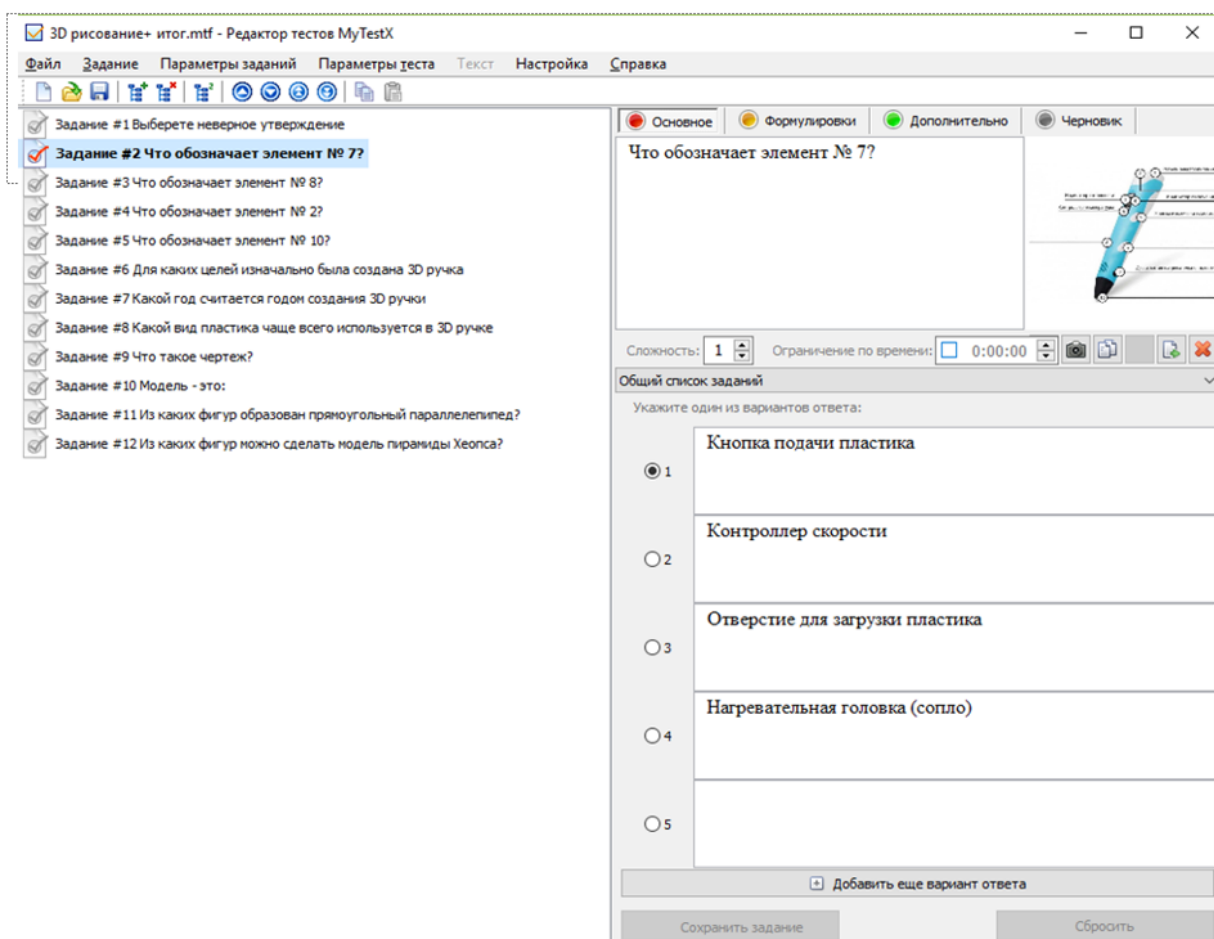 3D рисование+ итог.mtf - Редактор тестов MyTestX
Файл Задание Параметры заданий Параметры теста Текст Настройка Справка
Задание #1 Выберете неверное утверждение
Задание #2 Что обозначает элемент № 7?
Задание #3 Что обозначает элемент № 8?
Задание #4 Что обозначает элемент № 2?
Задание #5 Что обозначает элемент № 10?
Задание #6 Для каких целей изначально была создана 3D ручка
Задание #7 Какой год считается годом создания 3D ручки
Задание #8 Какой вид пластика чаще всего используется в 3D ручке
Задание #9 Что такое чертеж?
Задание #10 Модель - это:
Задание #11 Из каких фигур образован прямоугольный параллелепипед?
Задание #12 Из каких фигур можно сделать модель пирамиды Хеопса?
Основное Формулировки Дополнительно Черновик
Что обозначает элемент № 7?
Сложность: 1 Ограничение по времени: 0:00:00
Общий список заданий
Укажите один из вариантов ответа:
1 Кнопка подачи пластика
2 Контроллер скорости
3 Отверстие для загрузки пластика
4 Нагревательная головка (сопло)
5
Добавить еще вариант ответа
Сохранить задание Сбросить